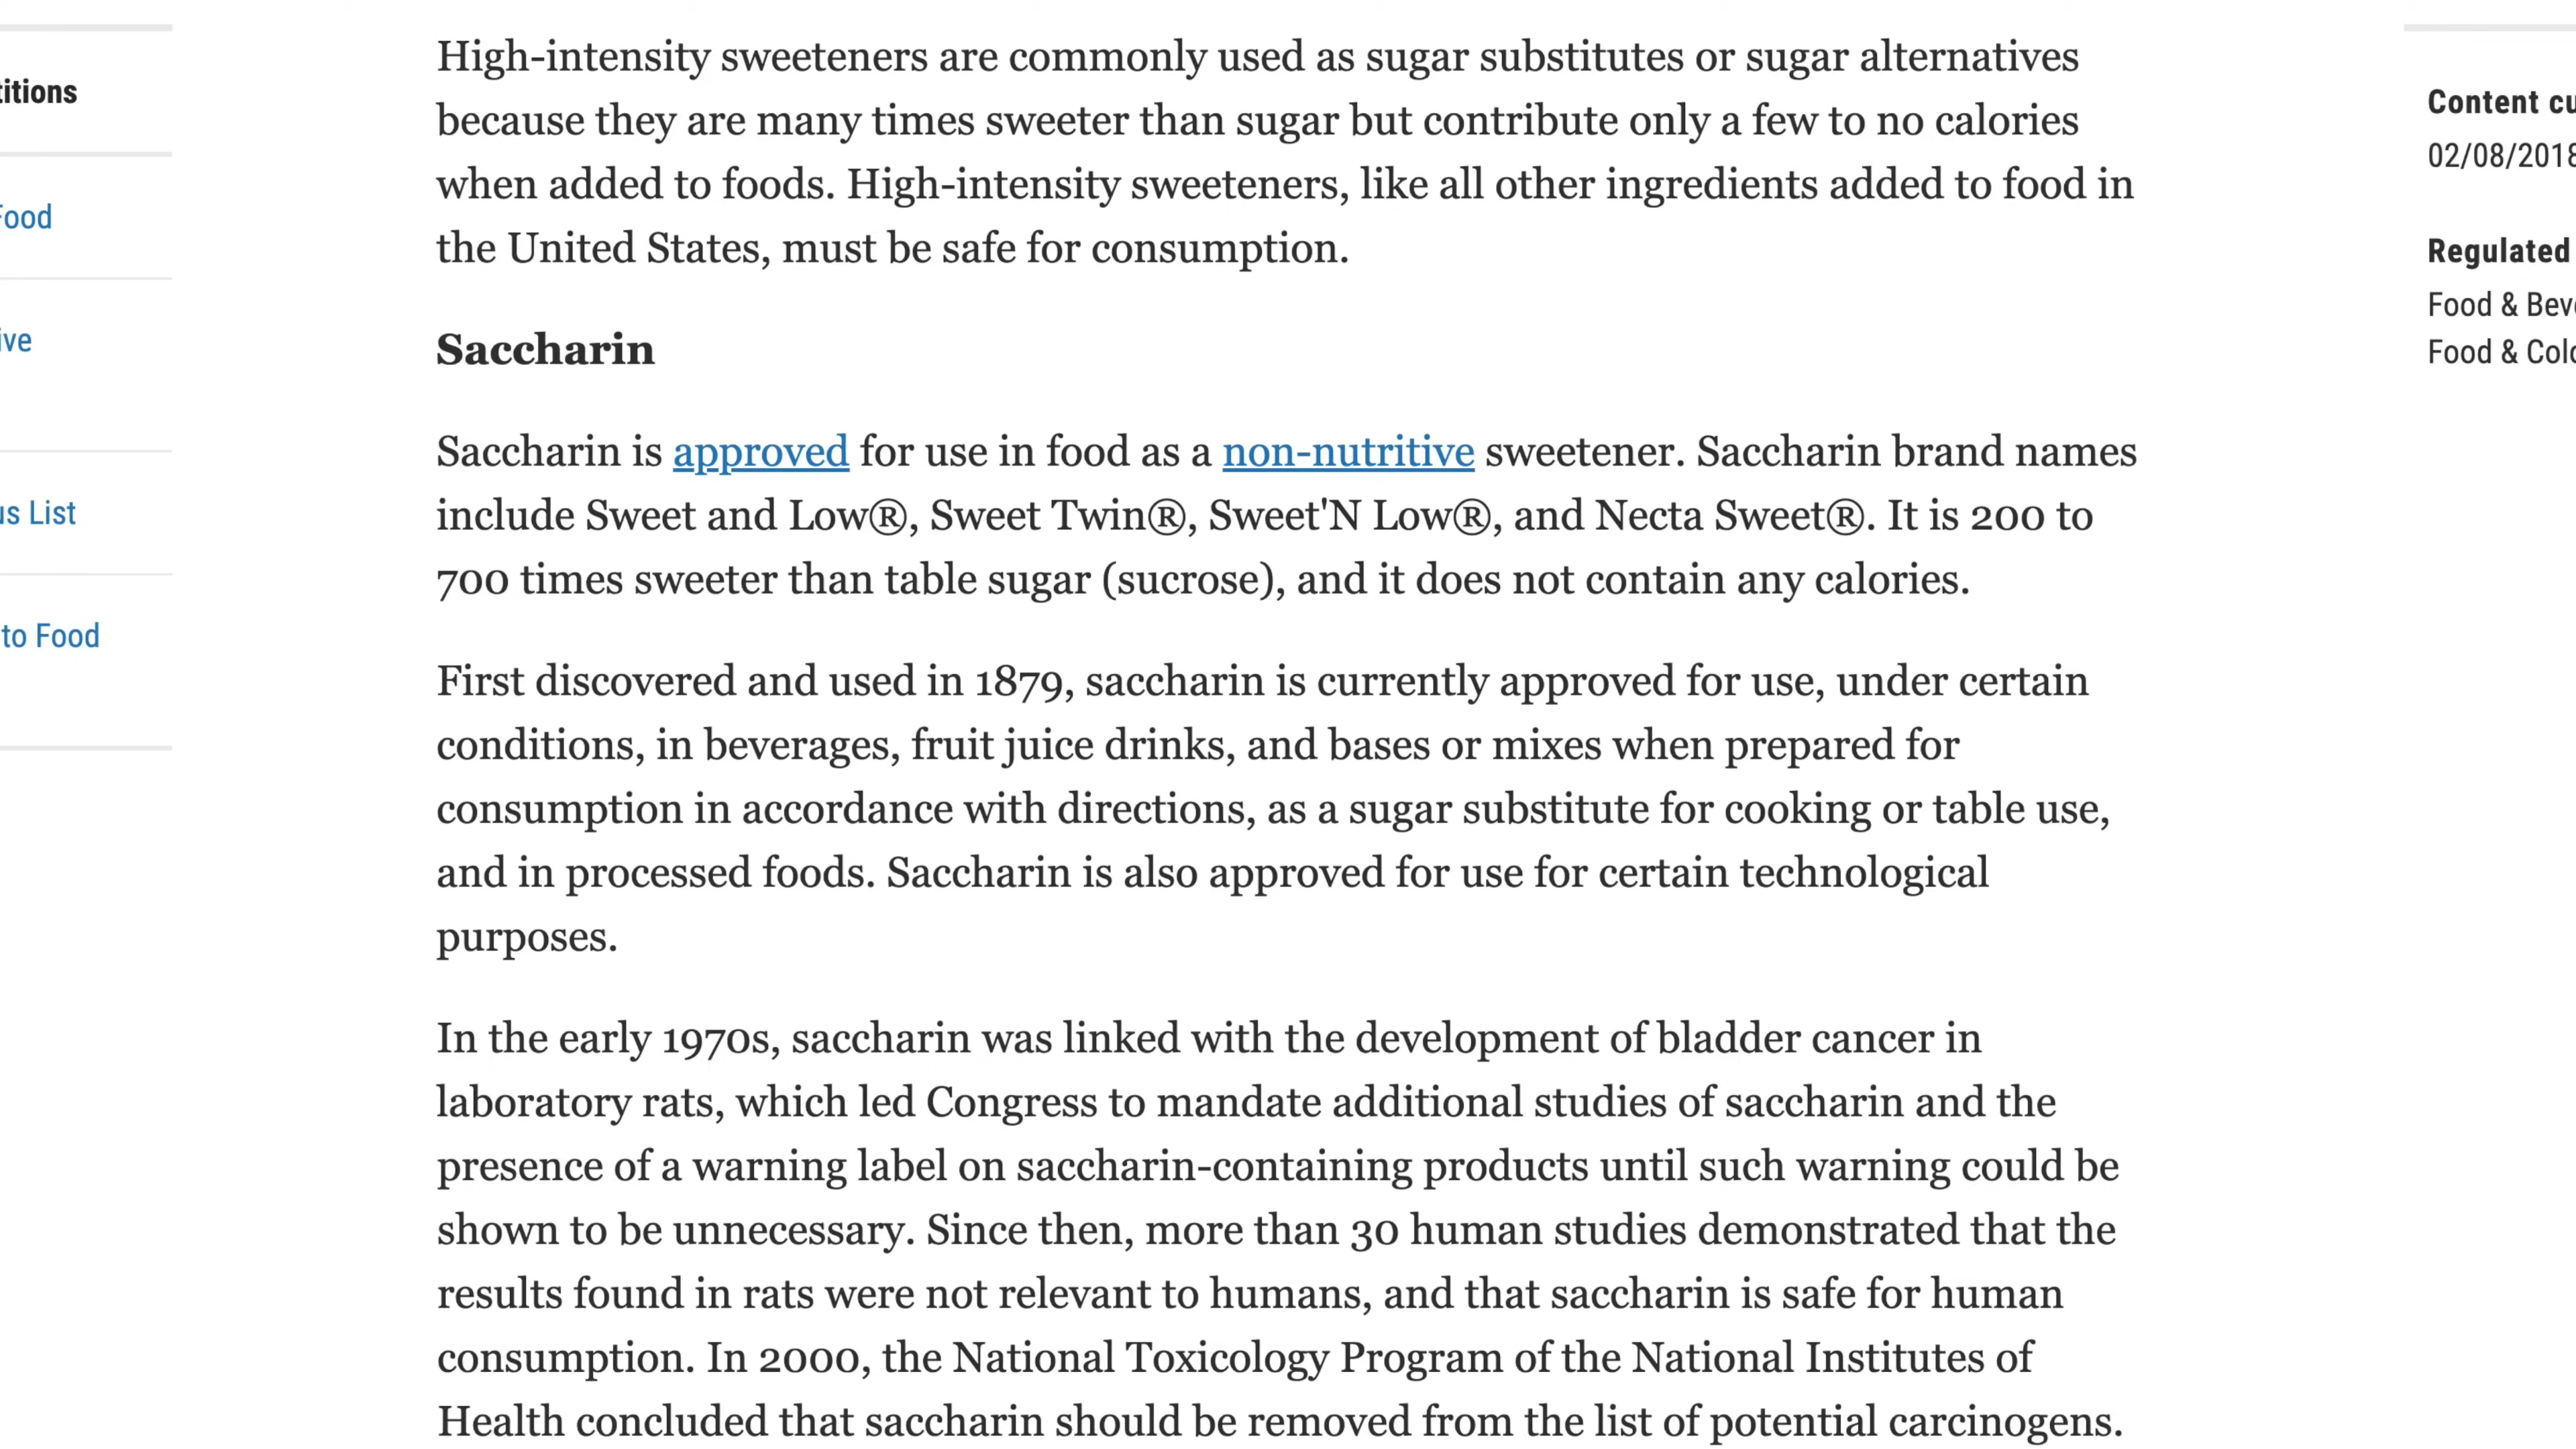 High-intensity sweeteners are commonly used as sugar substitutes or sugar alternatives
because they are many times sweeter than sugar but contribute only a few to no calories
when added to foods. High-intensity sweeteners, like all other ingredients added to food in
the United States, must be safe for consumption.
Saccharin
Saccharin is approved for use in food as a non-nutritive sweetener. Saccharin brand names
include Sweet and Low®, Sweet Twin®, Sweet'N Low®, and Necta Sweet®. It is 200 to
700 times sweeter than table sugar (sucrose), and it does not contain any calories.
First discovered and used in 1879, saccharin is currently approved for use, under certain
conditions, in beverages, fruit juice drinks, and bases or mixes when prepared for
consumption in accordance with directions, as a sugar substitute for cooking or table use,
and in processed foods. Saccharin is also approved for use for certain technological
purposes.
In the early 1970s, saccharin was linked with the development of bladder cancer in
laboratory rats, which led Congress to mandate additional studies of saccharin and the
presence of a warning label on saccharin-containing products until such warning could be
shown to be unnecessary. Since then, more than 30 human studies demonstrated that the
results found in rats were not relevant to humans, and that saccharin is safe for human
consumption. In 2000, the National Toxicology Program of the National Institutes of
Health concluded that saccharin should be removed from the list of potential carcinogens.
titions
Food
ive
us List
to Food
Content cu
02/08/2018
Regulated
Food & Beve
Food & Colo